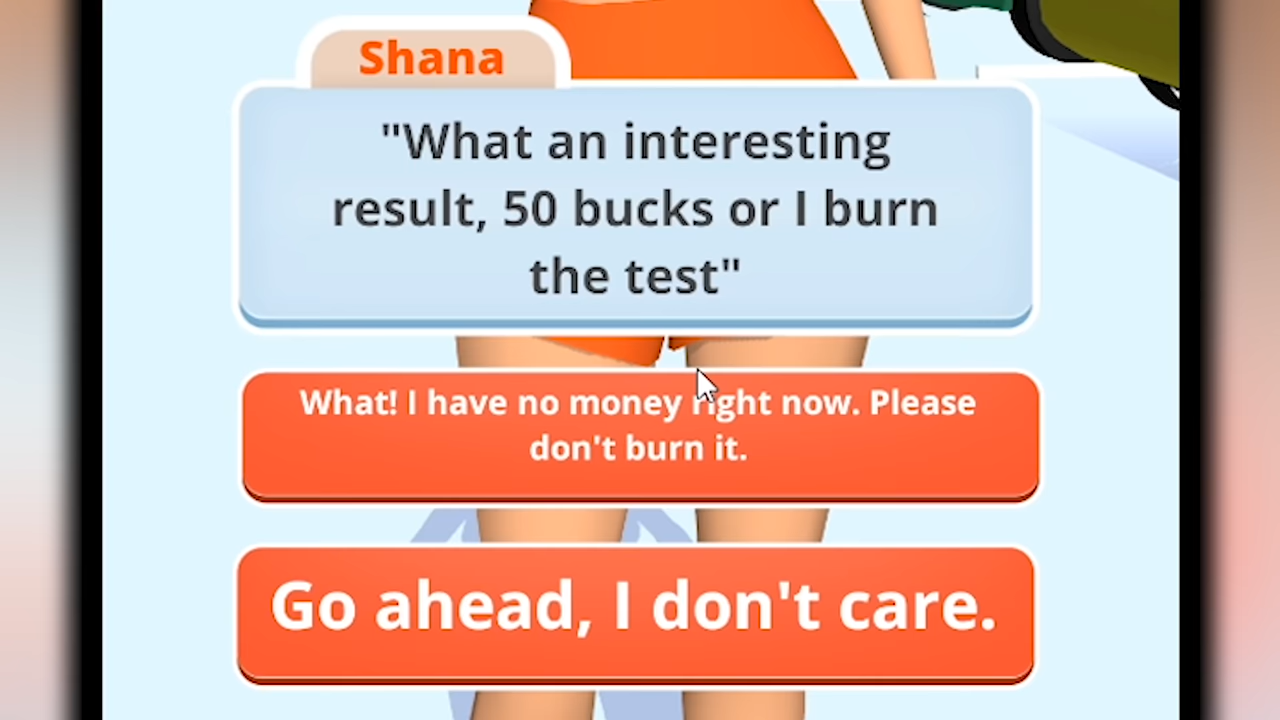 Shana
"What an interesting
result, 50 bucks or I burn
the test"
What! I have no money right now. Please
don't burn it.
Go ahead, I don't care.